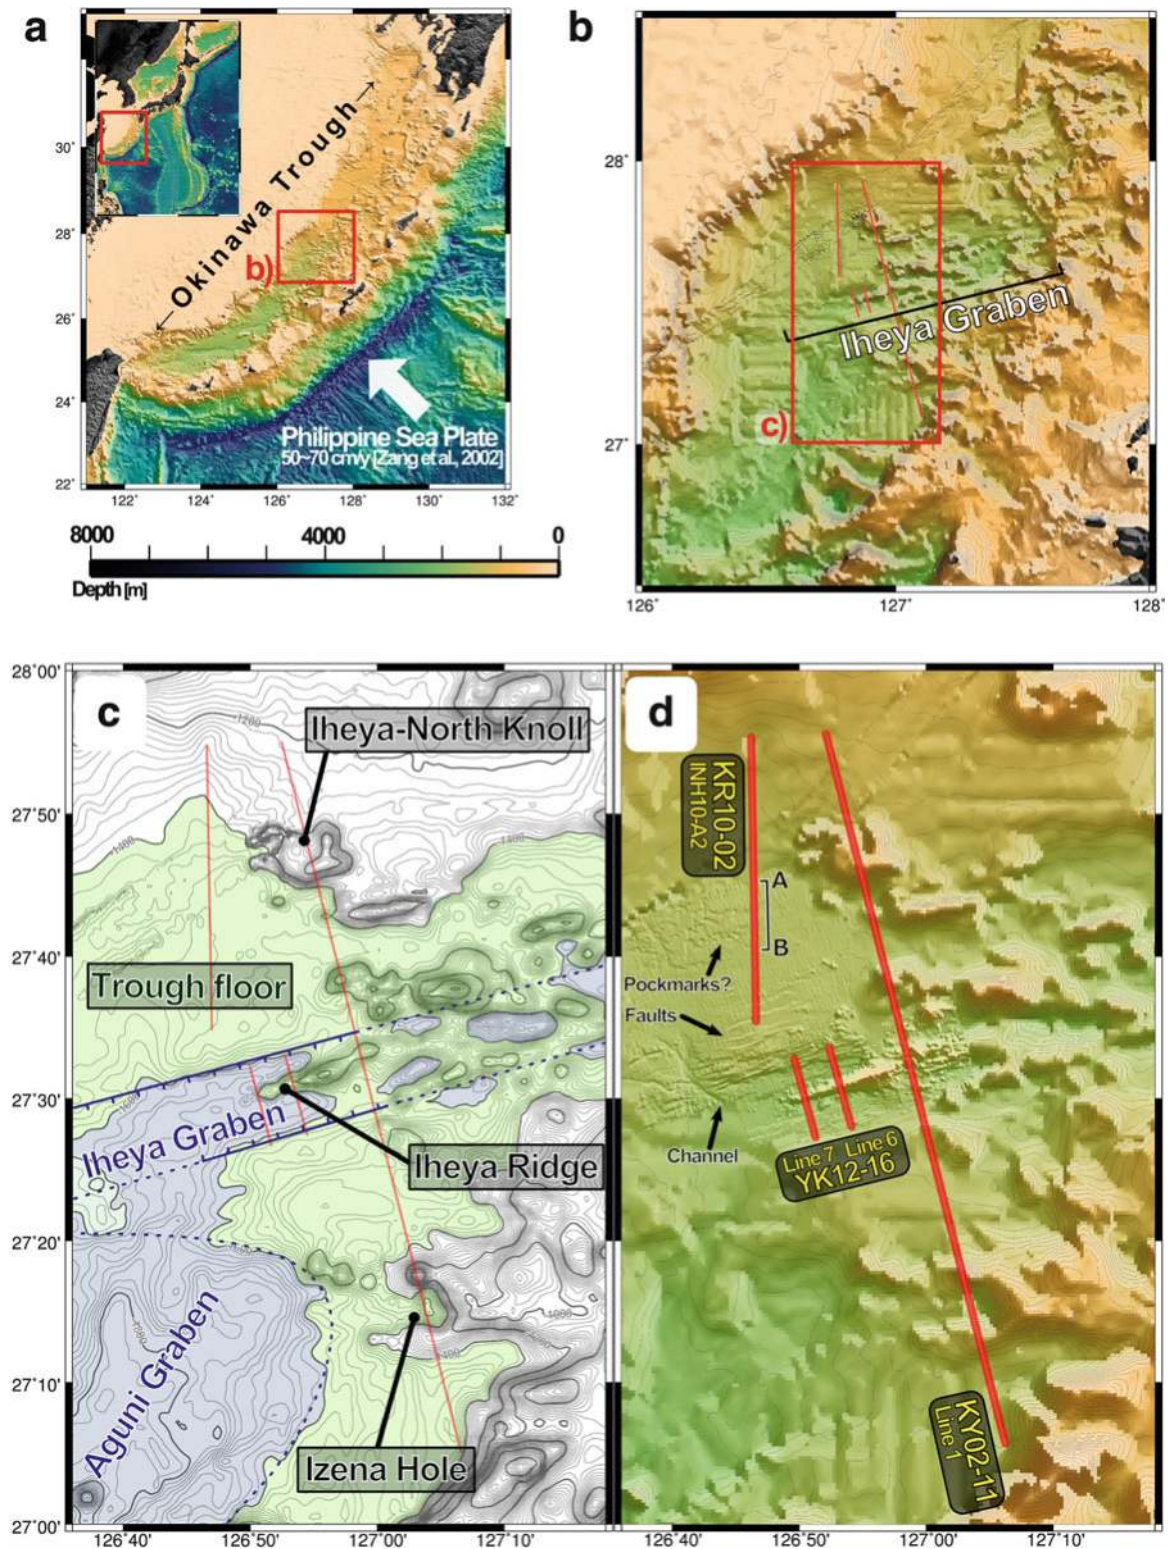 a
30˚
28˚
26˚
24˚
22˚
122˚
124˚
126˚
128˚
130˚
132˚
Okinawa Trough
b)
Philippine Sea Plate
50~70 cm/y [Zang et al., 2002]
8000
4000
0
Depth [m]
b
28˚
27˚
126˚
127˚
128˚
Iheya Graben
c)
c
28˚00'
27˚50'
27˚40'
27˚30'
27˚20'
27˚10'
27˚00'
126˚40'
126˚50'
127˚00'
127˚10'
Iheya-North Knoll
Trough floor
Iheya Graben
Iheya Ridge
Aguni Graben
Izena Hole
d
KR10-02
INH10-A2
A
B
Pockmarks?
Faults
Channel
Line 7 Line 6
YK12-16
KY02-11
Line 1
126˚40'
126˚50'
127˚00'
127˚10'